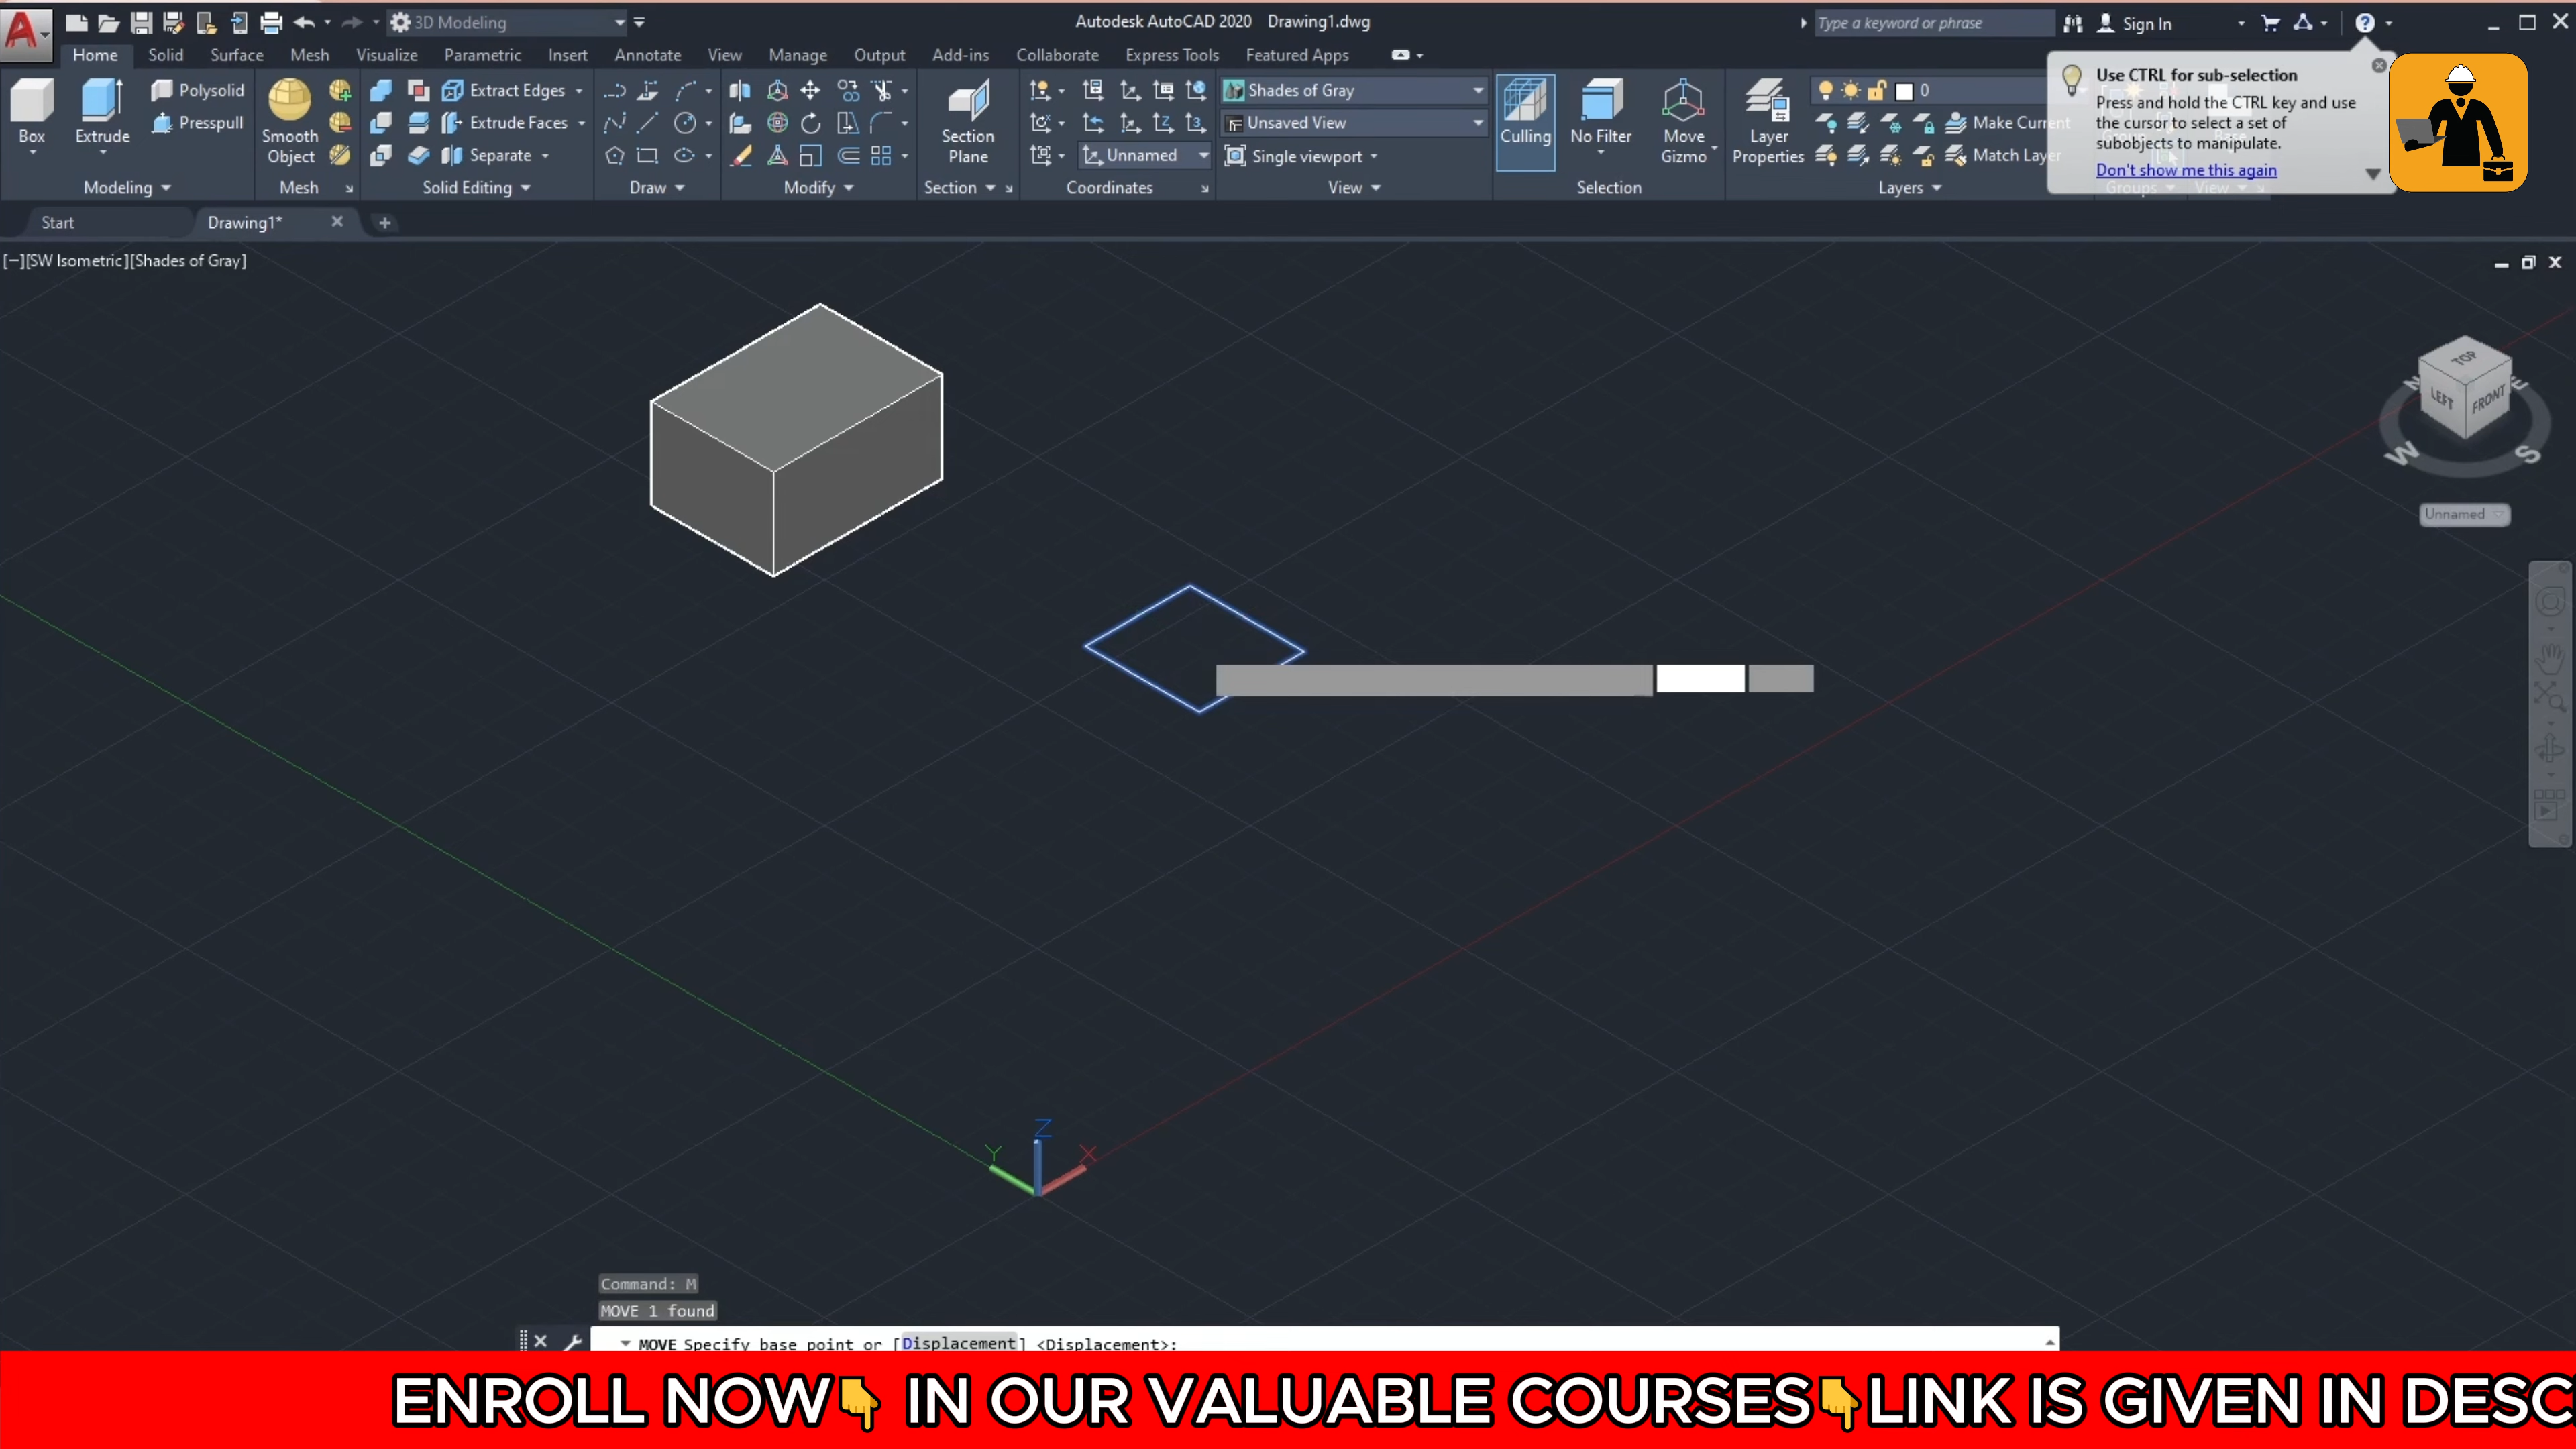 3D Modeling
Autodesk AutoCAD 2020 Drawing1.dwg
Type a keyword or phrase
Sign In
Home Solid Surface Mesh Visualize Parametric Insert Annotate View Manage Output Add-ins Collaborate Express Tools Featured Apps
Box
Extrude
Polysolid
Presspull
Modeling
Smooth
Object
Mesh
Extract Edges
Extrude Faces
Separate
Solid Editing
Draw
Modify
Section
Plane
Section
Unnamed
Coordinates
Shades of Gray
Unsaved View
Single viewport
View
Culling
No Filter
Move
Gizmo
Selection
Layer
Properties
0
Make Current
Match Layer
Layers
Groups
View
Use CTRL for sub-selection
Press and hold the CTRL key and use
the cursor to select a set of
subobjects to manipulate.
Don't show me this again
Start
Drawing1*
[−][SW Isometric][Shades of Gray]
TOP
LEFT
FRONT
N
E
W
S
Unnamed
Z
Y
X
Command: M
MOVE 1 found
MOVE Specify base point or [Displacement] <Displacement>:
ENROLL NOW👇 IN OUR VALUABLE COURSES👇LINK IS GIVEN IN DESC